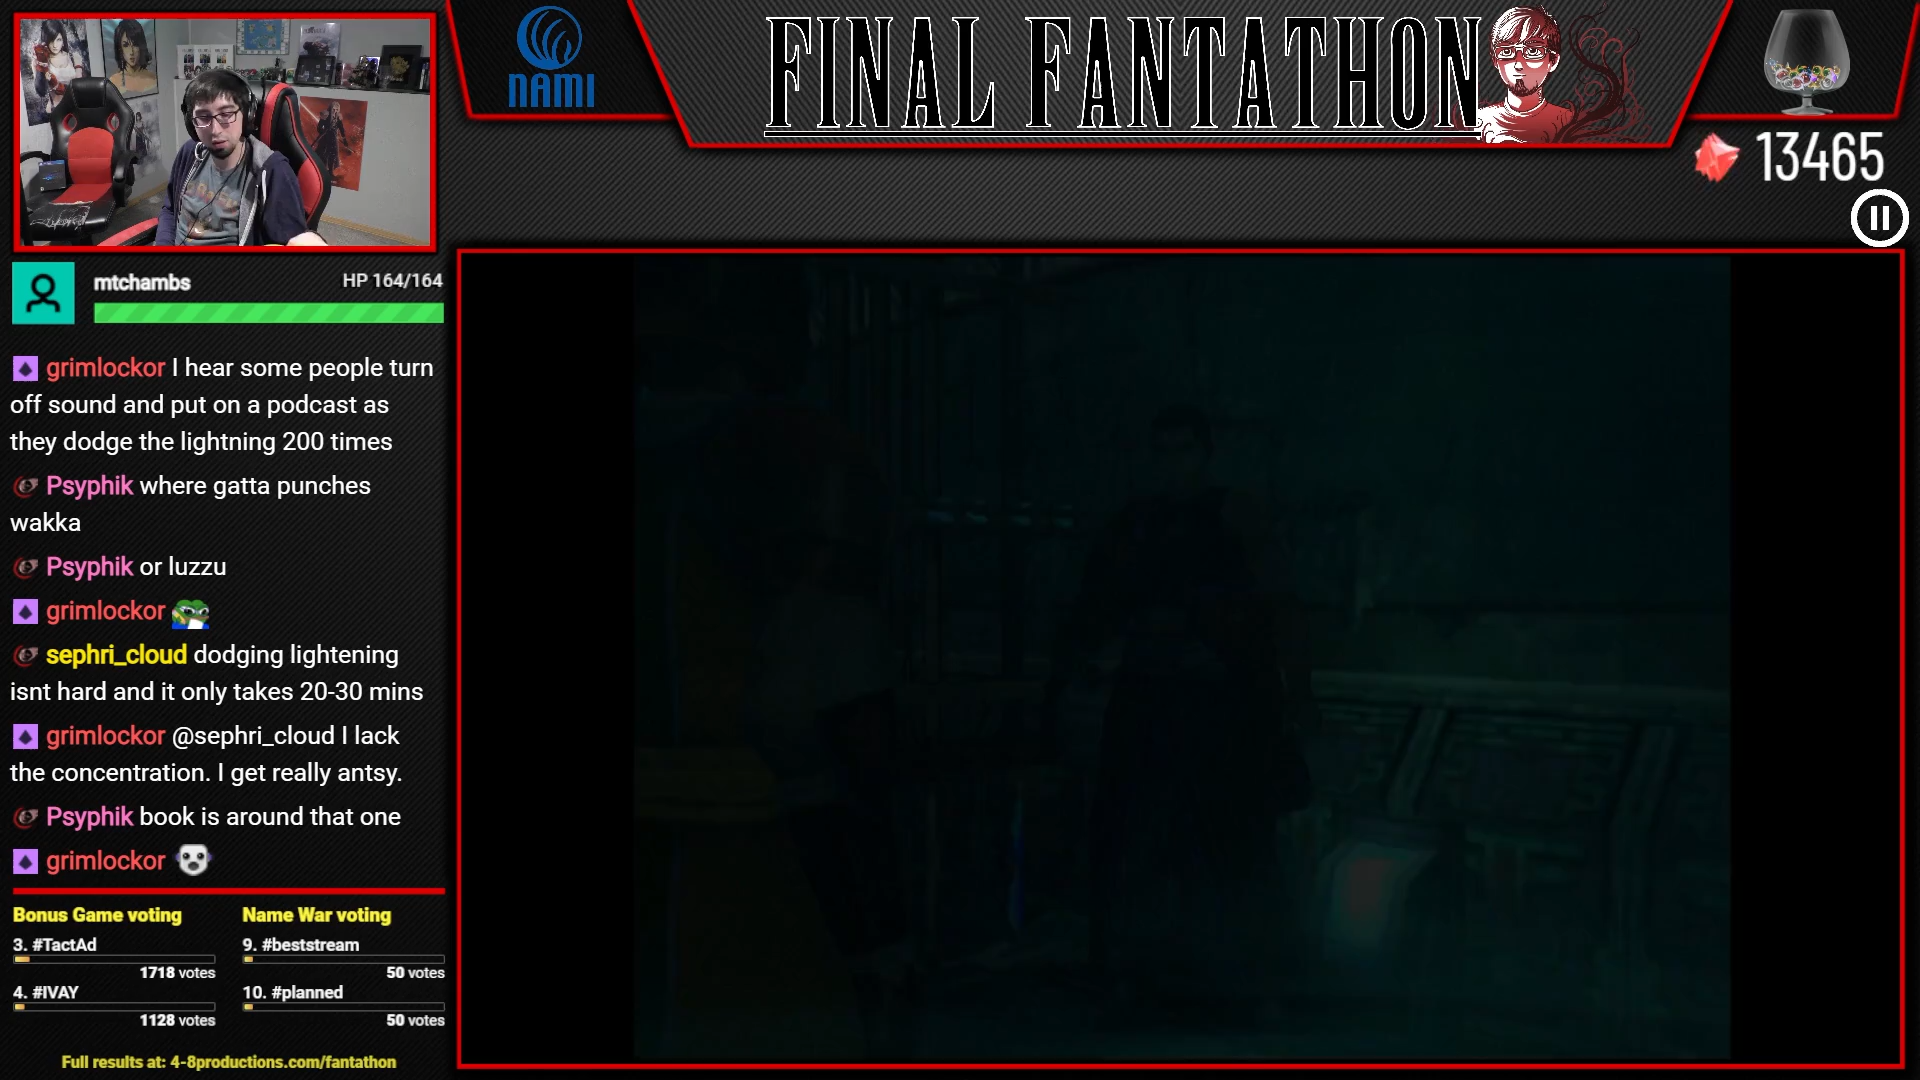 NAMI
FINAL FANTATHON
13465
mtchambs
HP 164/164
grimlockor I hear some people turn
off sound and put on a podcast as
they dodge the lightning 200 times
Psyphik where gatta punches
wakka
Psyphik or luzzu
grimlockor
sephri_cloud dodging lightening
isnt hard and it only takes 20-30 mins
grimlockor @sephri_cloud I lack
the concentration. I get really antsy.
Psyphik book is around that one
grimlockor
Bonus Game voting
3. #TactAd
1718 votes
4. #IVAY
1128 votes
Name War voting
9. #beststream
50 votes
10. #planned
50 votes
Full results at: 4-8productions.com/fantathon